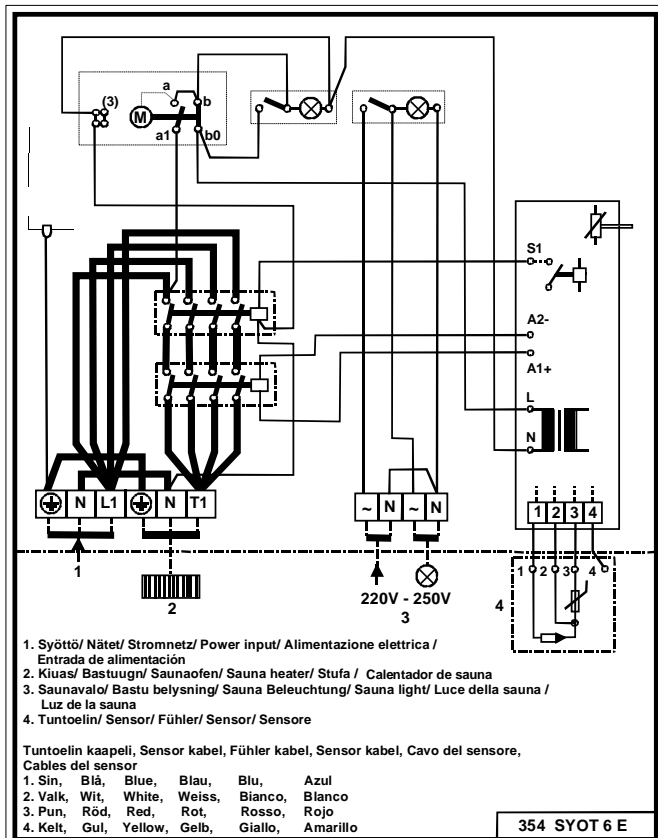 (3)
a
b
M
a1
b0
S1
A2-
A1+
L
N
N L1 N T1
~ N ~ N
1 2 3 4
1
2
220V - 250V
3
4
1 2 3 4
1. Syöttö/ Nätet/ Stromnetz/ Power input/ Alimentazione elettrica /
Entrada de alimentación
2. Kiuas/ Bastuugn/ Saunaofen/ Sauna heater/ Stufa / Calentador de sauna
3. Saunavalo/ Bastu belysning/ Sauna Beleuchtung/ Sauna light/ Luce della sauna /
Luz de la sauna
4. Tuntoelin/ Sensor/ Fühler/ Sensor/ Sensore
Tuntoelin kaapeli, Sensor kabel, Fühler kabel, Sensor kabel, Cavo del sensore,
Cables del sensor
1. Sin, Blå, Blue, Blau, Blu, Azul
2. Valk, Wit, White, Weiss, Bianco, Blanco
3. Pun, Röd, Red, Rot, Rosso, Rojo
4. Kelt, Gul, Yellow, Gelb, Giallo, Amarillo
354 SYOT 6 E